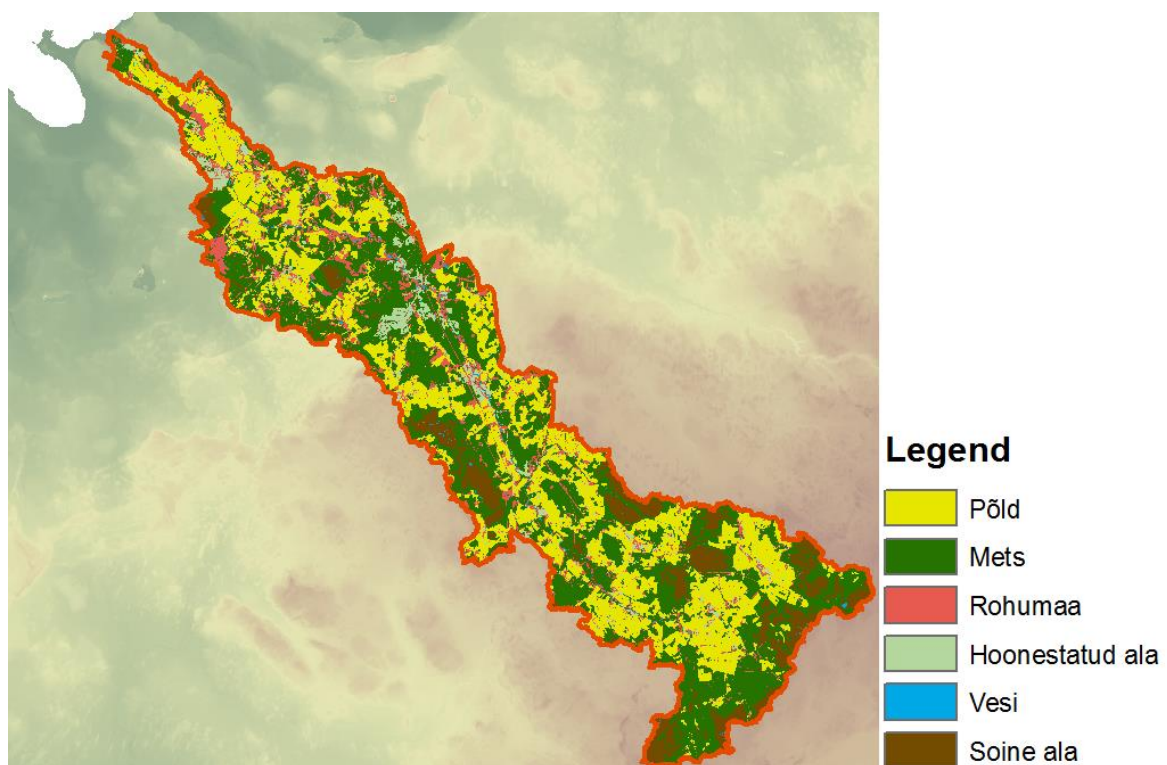 Legend
Põld
Mets
Rohumaa
Hoonestatud ala
Vesi
Soine ala